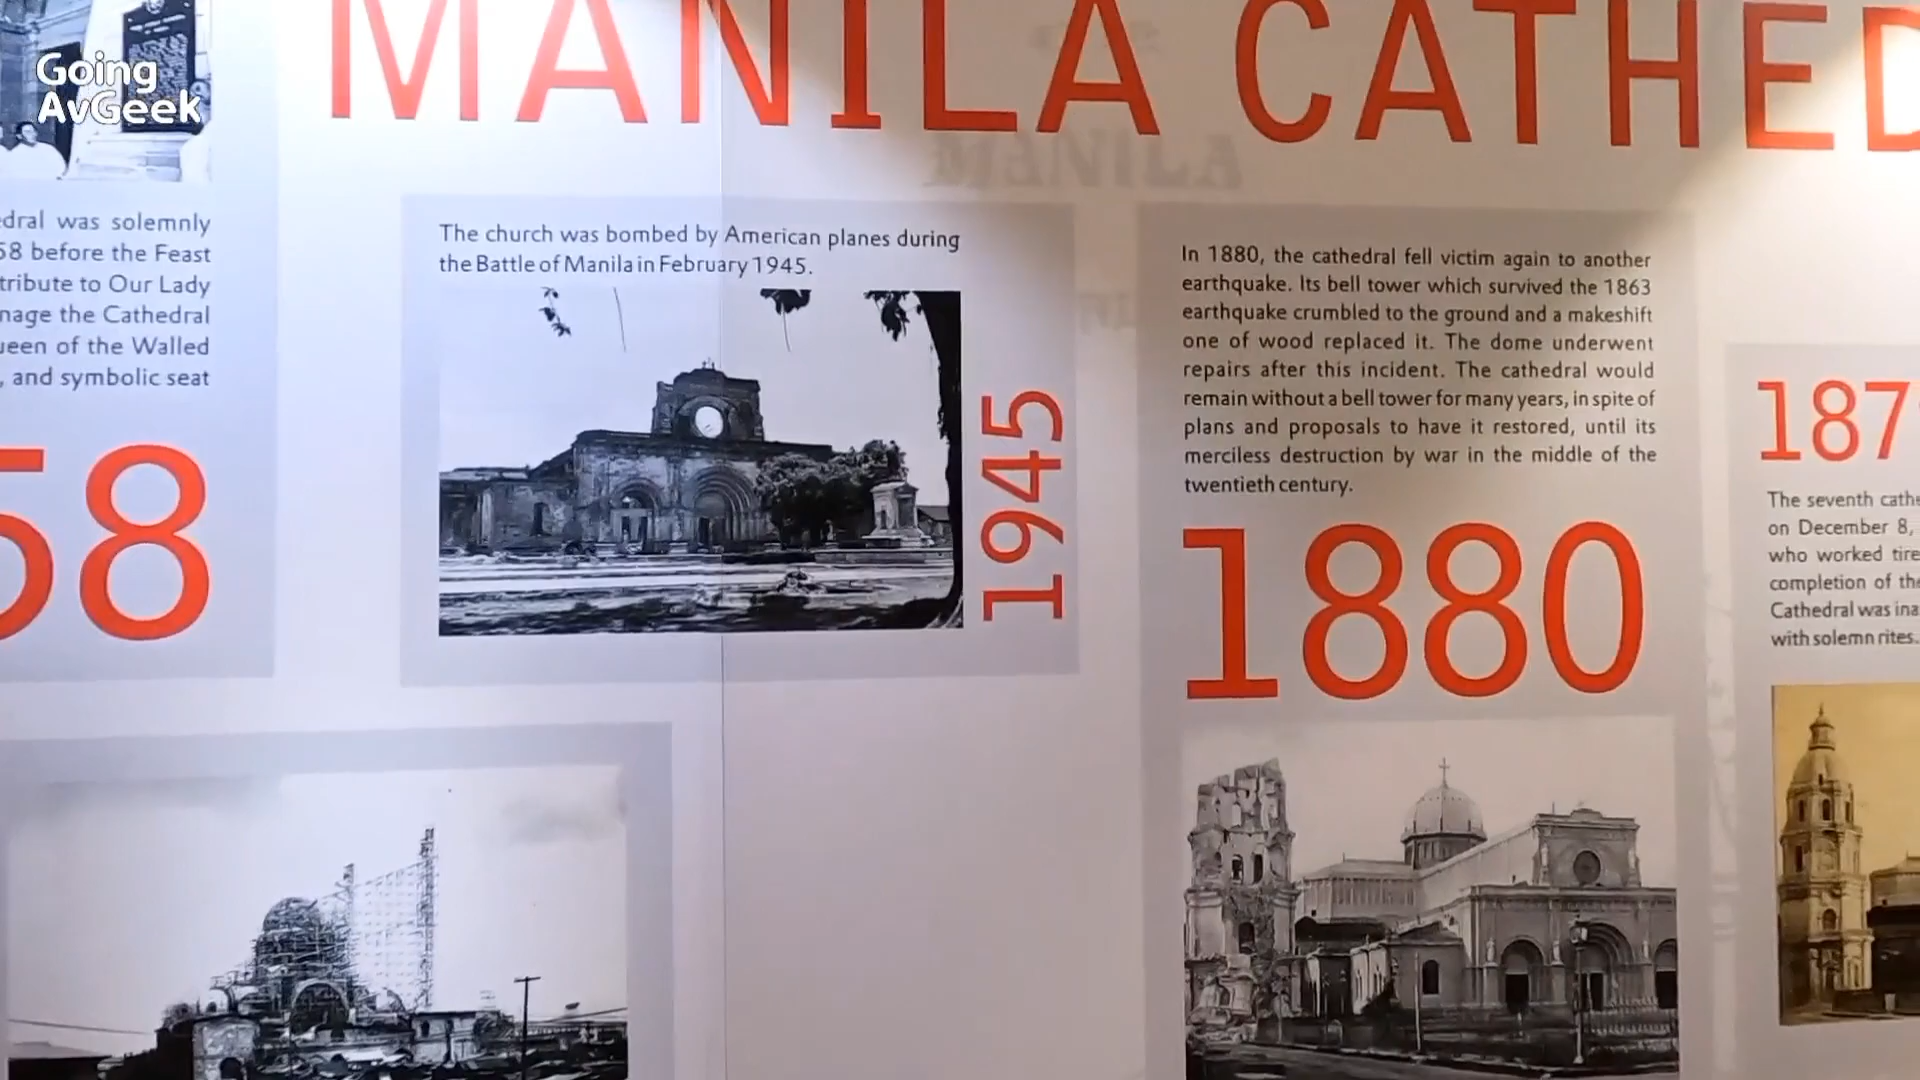 Going
AvGeek
MANILA CATHED
MANILA
was solemnly
58 before the Feast
tribute to Our Lady
the Cathedral
of the Walled
, and symbolic seat
58
The church was bombed by American planes during
the Battle of Manila in February 1945.
1945
In 1880, the cathedral fell victim again to another
earthquake. Its bell tower which survived the 1863
earthquake crumbled to the ground and a makeshift
one of wood replaced it. The dome underwent
repairs after this incident. The cathedral would
remain without a bell tower for many years, in spite of
plans and proposals to have it restored, until its
merciless destruction by war in the middle of the
twentieth century.
1880
187
The seventh cath
on December 8,
who worked tire
completion of the
Cathedral was ina
with solemn rites.